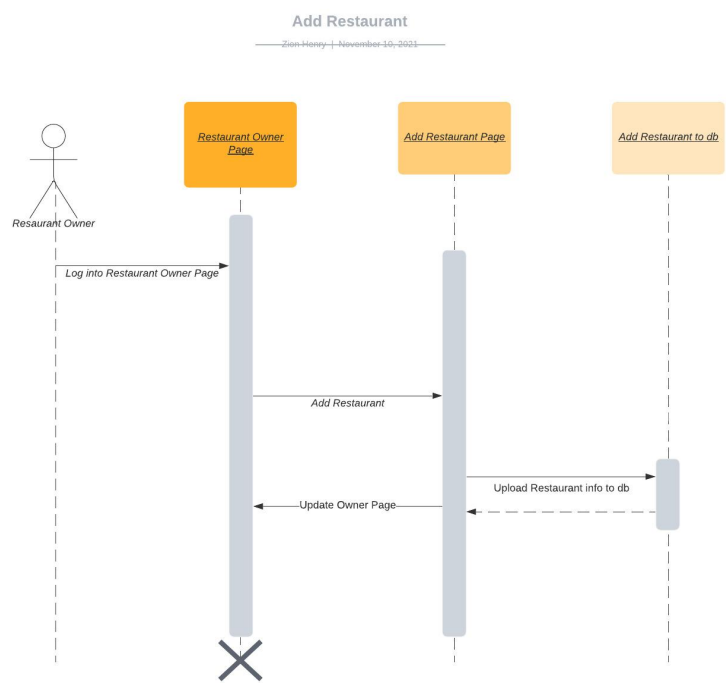 Add Restaurant
Zion Henry | November 10, 2021
Restaurant Owner
Page
Add Restaurant Page
Add Restaurant to db
Resaurant Owner
Log into Restaurant Owner Page
Add Restaurant
Upload Restaurant info to db
Update Owner Page